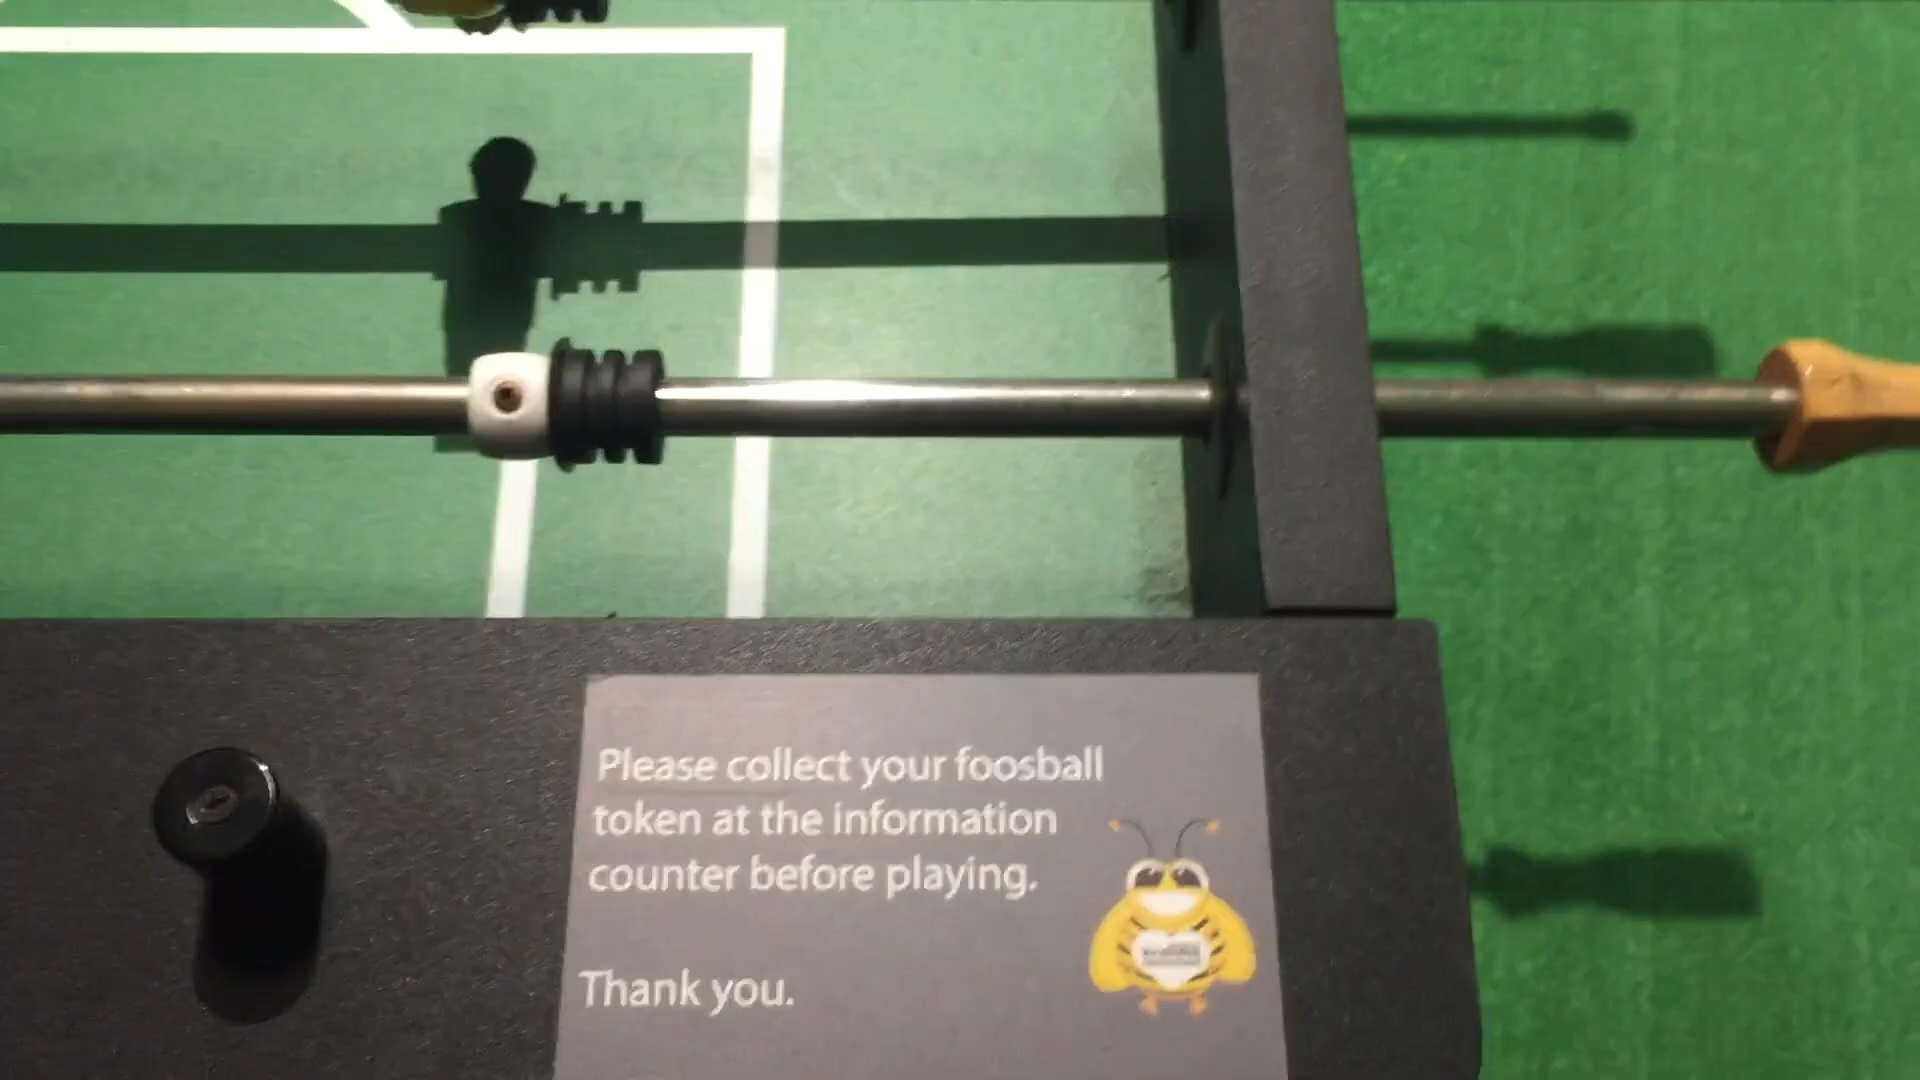 Please collect your foosball
token at the information
counter before playing.
Thank you.